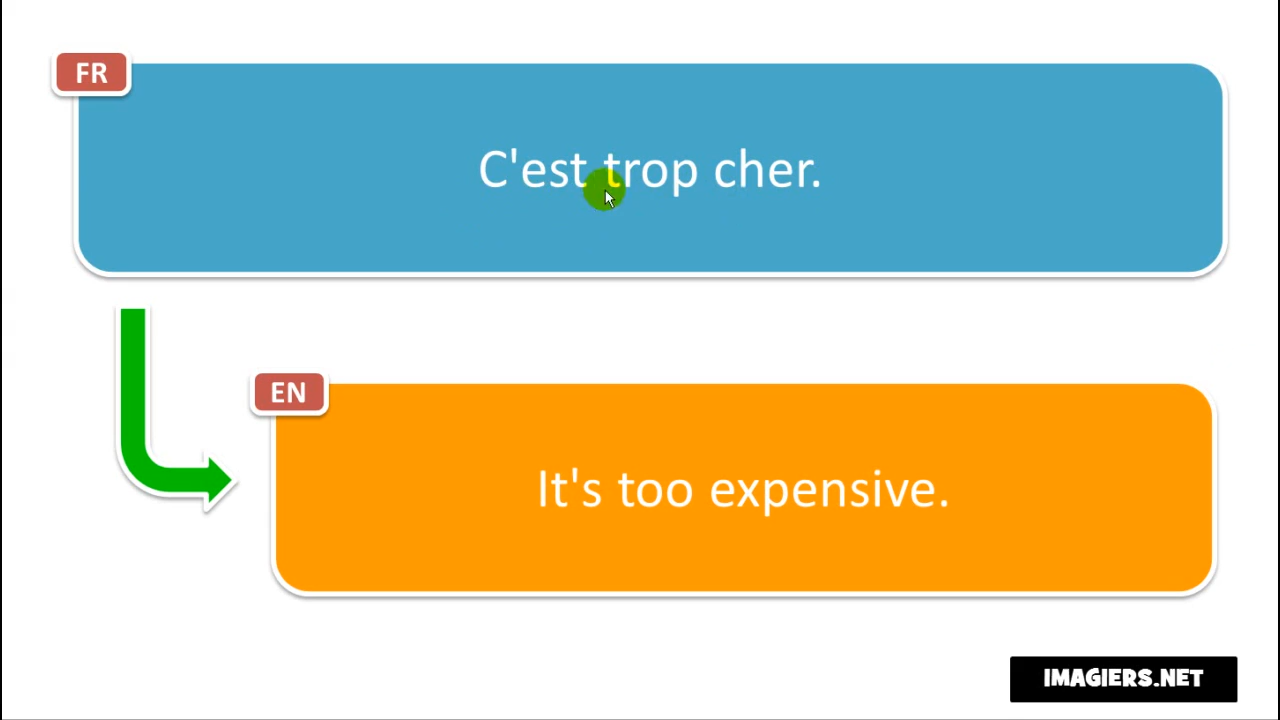 FR
C'est trop cher.
EN
It's too expensive.
IMAGIERS.NET